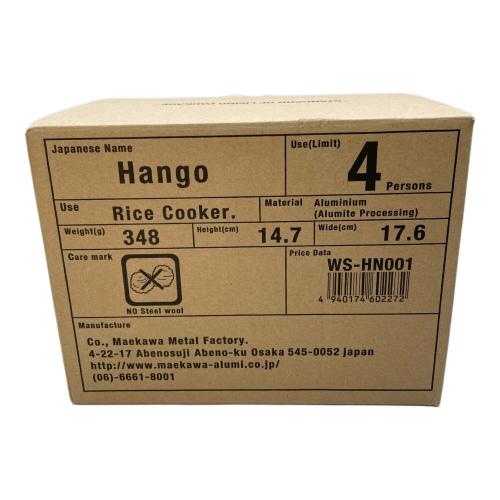 Japanese Name
Hango
Use(Limit)
4 Persons
Use
Rice Cooker.
Material
Aluminium
(Alumite Processing)
Weight(g)
348
Height(cm)
14.7
Wide(cm)
17.6
Care mark
NO Steel wool
Price Data
WS-HN001
4 940174 602272
Manufacture
Co., Maekawa Metal Factory.
4-22-17 Abenosuji Abeno-ku Osaka 545-0052 japan
http://www.maekawa-alumi.co.jp/
(06)-6661-8001